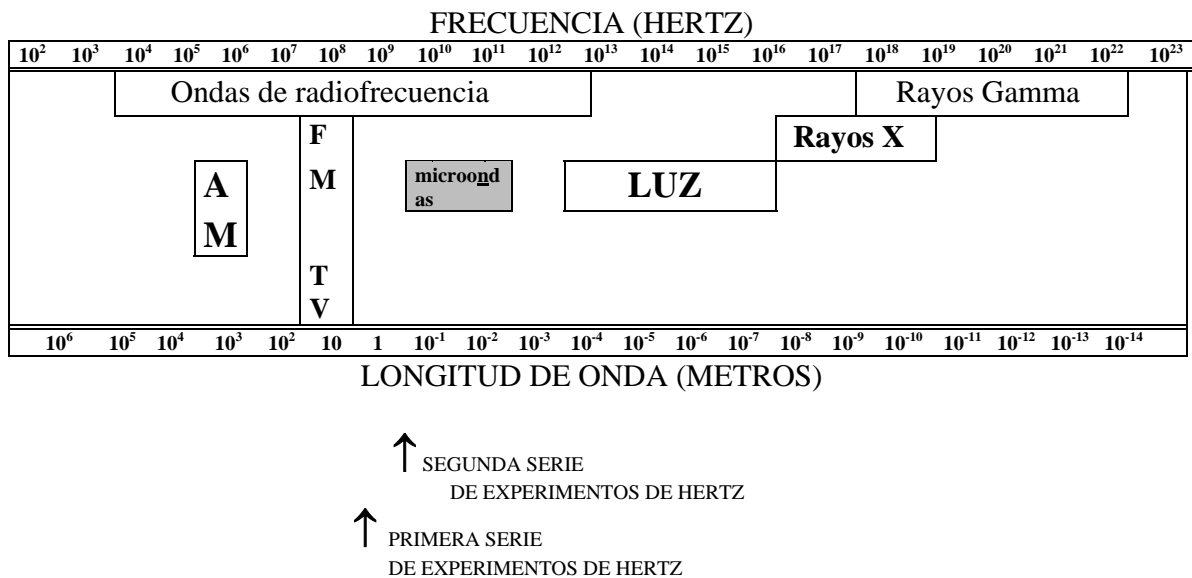 FRECUENCIA (HERTZ)
10² 10³ 10⁴ 10⁵ 10⁶ 10⁷ 10⁸ 10⁹ 10¹⁰ 10¹¹ 10¹² 10¹³ 10¹⁴ 10¹⁵ 10¹⁶ 10¹⁷ 10¹⁸ 10¹⁹ 10²⁰ 10²¹ 10²² 10²³
Ondas de radiofrecuencia Rayos Gamma
F
M
T
V
Rayos X
A
M
microond
as
LUZ
10⁶ 10⁵ 10⁴ 10³ 10² 10 1 10⁻¹ 10⁻² 10⁻³ 10⁻⁴ 10⁻⁵ 10⁻⁶ 10⁻⁷ 10⁻⁸ 10⁻⁹ 10⁻¹⁰ 10⁻¹¹ 10⁻¹² 10⁻¹³ 10⁻¹⁴
LONGITUD DE ONDA (METROS)
↑ SEGUNDA SERIE
DE EXPERIMENTOS DE HERTZ
↑ PRIMERA SERIE
DE EXPERIMENTOS DE HERTZ